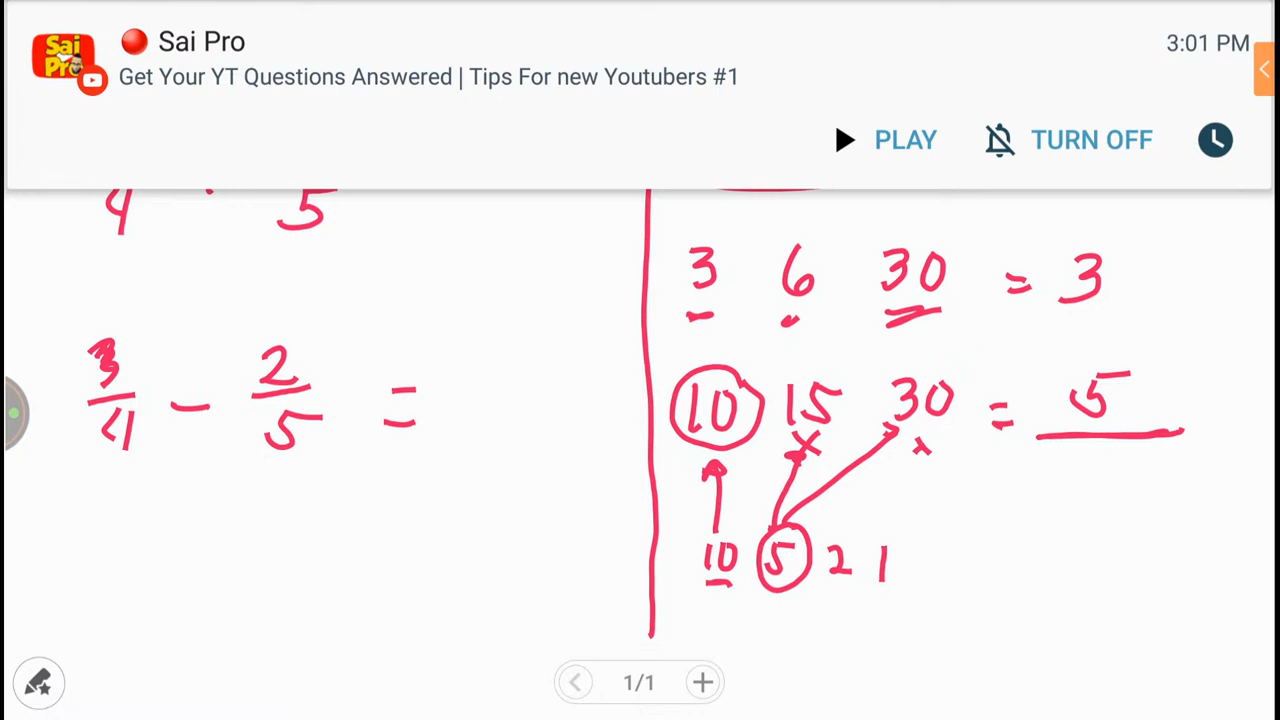 Sai Pro
Sai Pro
3:01 PM
Get Your YT Questions Answered | Tips For new Youtubers #1
PLAY
TURN OFF
4 5
3/4 - 2/5 =
3 6 30 = 3
10 15 30 = 5
10 5 2 1
1/1